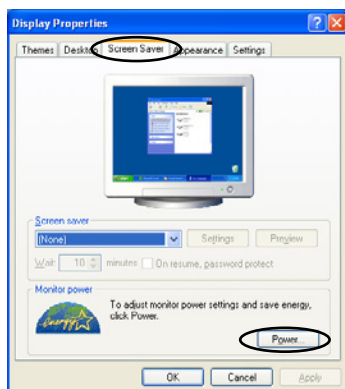 Display Properties
Themes Desktop Screen Saver Appearance Settings
Screen saver
(None) Settings Preview
Wait: 10 minutes On resume, password protect
Monitor power
To adjust monitor power settings and save energy,
click Power.
energy
Power...
OK Cancel Apply